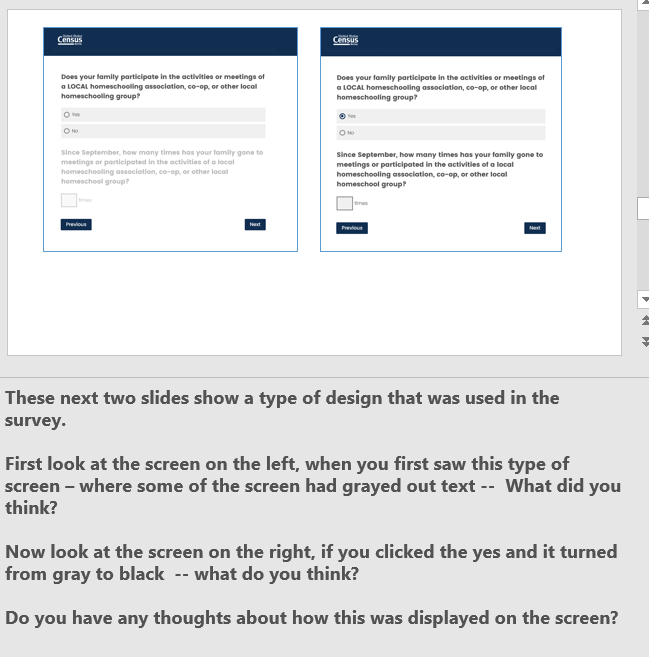 United States
Census
Bureau
Does your family participate in the activities or meetings of
a LOCAL homeschooling association, co-op, or other local
homeschooling group?
Yes
No
Since September, how many times has your family gone to
meetings or participated in the activities of a local
homeschooling association, co-op, or other local
homeschool group?
times
Previous
Next
United States
Census
Bureau
Does your family participate in the activities or meetings of
a LOCAL homeschooling association, co-op, or other local
homeschooling group?
Yes
No
Since September, how many times has your family gone to
meetings or participated in the activities of a local
homeschooling association, co-op, or other local
homeschool group?
times
Previous
Next
These next two slides show a type of design that was used in the
survey.
First look at the screen on the left, when you first saw this type of
screen – where some of the screen had grayed out text -- What did you
think?
Now look at the screen on the right, if you clicked the yes and it turned
from gray to black -- what do you think?
Do you have any thoughts about how this was displayed on the screen?